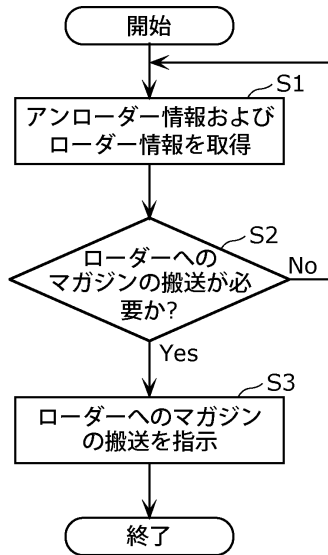 開始
S1
アンローダー情報および
ローダー情報を取得
S2
ローダーへの
マガジンの搬送が必
要か?
No
Yes
S3
ローダーへのマガジン
の搬送を指示
終了